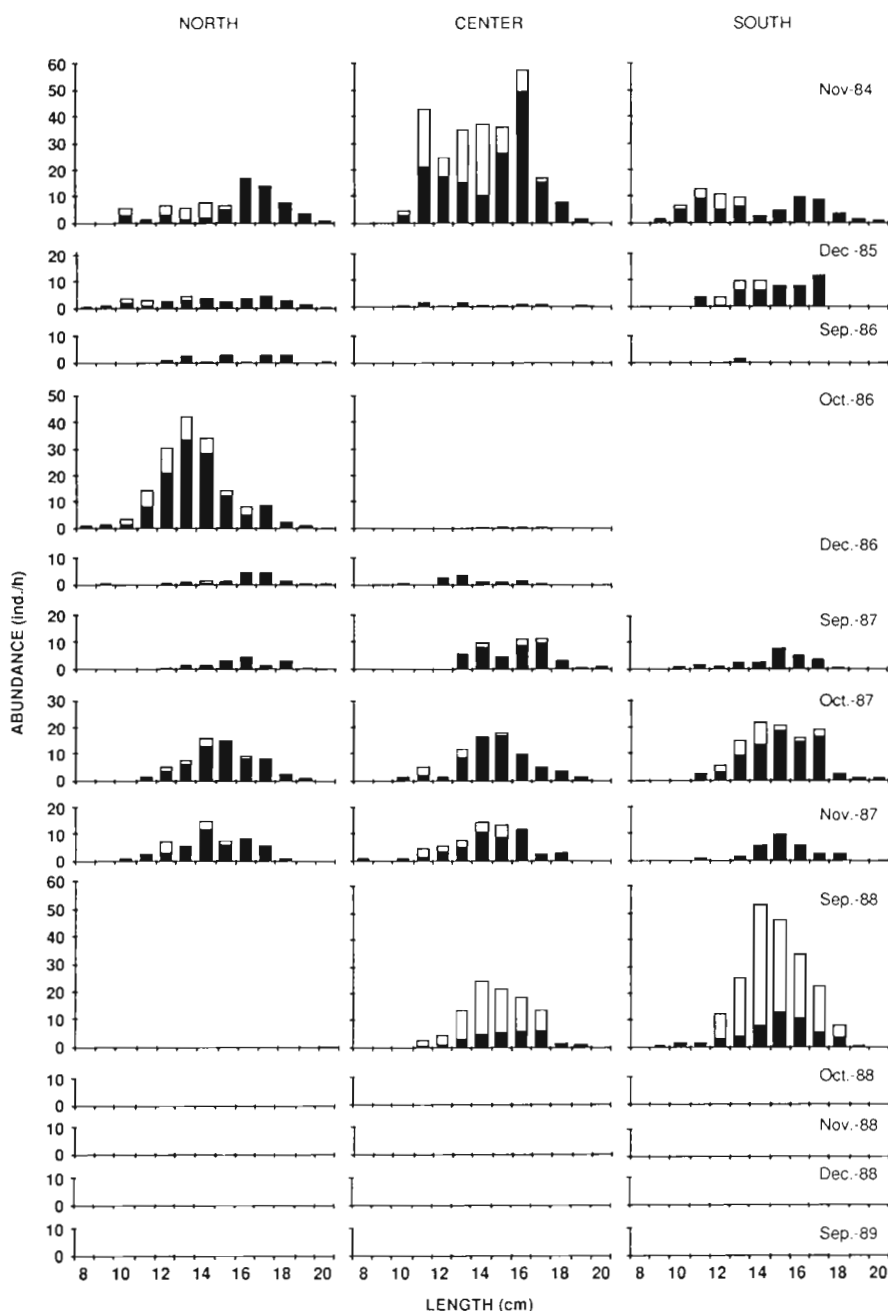 NORTH CENTER SOUTH
60
50
40
30
20
10
0
Nov-84
20
10
0
Dec-85
10
0
Sep.-86
50
40
30
20
10
0
Oct.-86
10
0
Dec.-86
20
10
0
Sep.-87
30
20
10
0
Oct.-87
20
10
0
Nov.-87
60
50
40
30
20
10
0
Sep.-88
10
0
Oct.-88
10
0
Nov.-88
10
0
Dec.-88
10
0
Sep.-89
ABUNDANCE (ind./h)
8 10 12 14 16 18 20 8 10 12 14 16 18 20 8 10 12 14 16 18 20
LENGTH (cm)